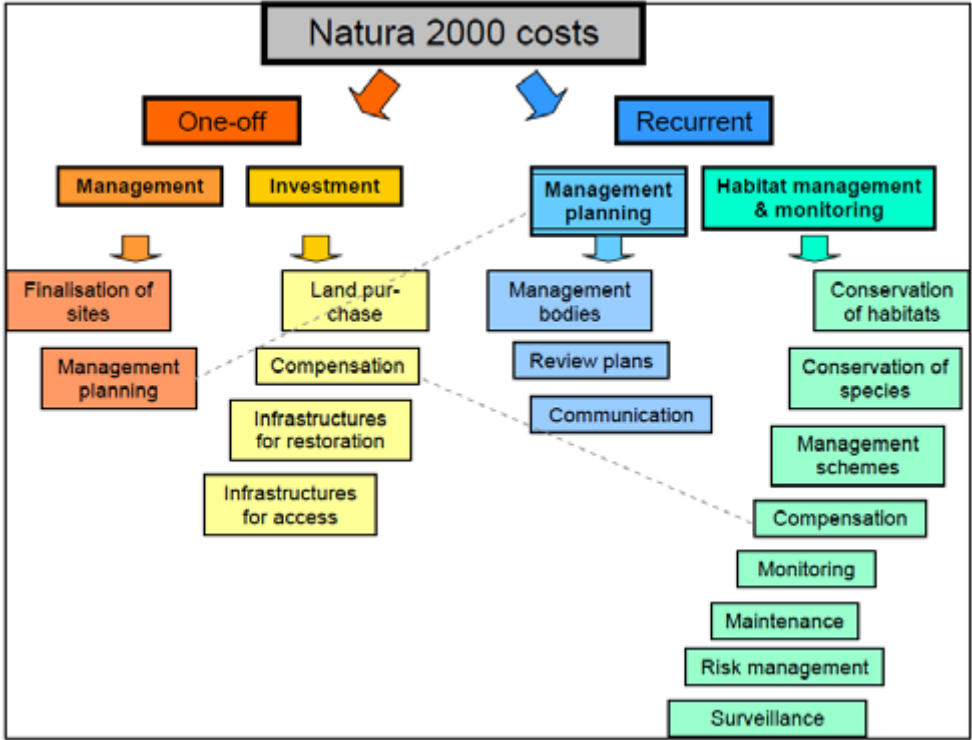 Natura 2000 costs
One-off
Recurrent
Management
Investment
Management
planning
Habitat management
& monitoring
Finalisation of
sites
Management
planning
Land pur-
chase
Compensation
Infrastructures
for restoration
Infrastructures
for access
Management
bodies
Review plans
Communication
Conservation
of habitats
Conservation of
species
Management
schemes
Compensation
Monitoring
Maintenance
Risk management
Surveillance